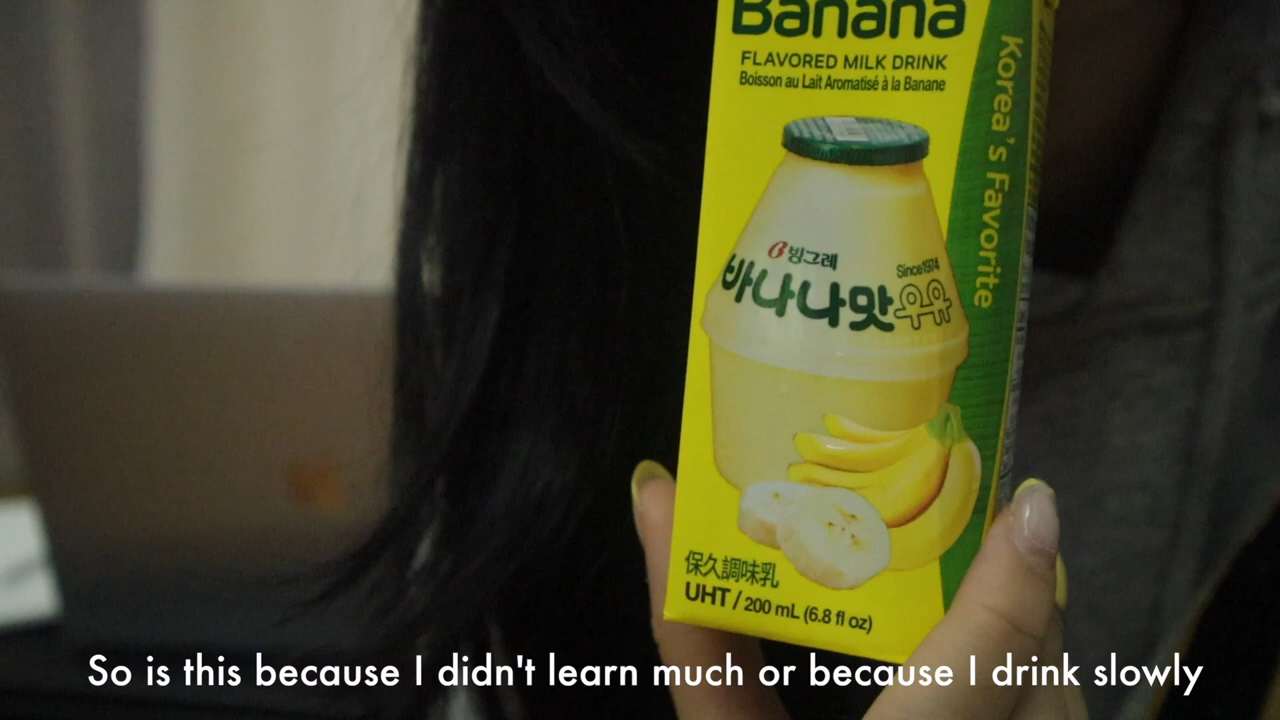 Banana
FLAVORED MILK DRINK
Boisson au Lait Aromatisé à la Banane
Korea's Favorite
빙그레
Since 1974
바나나맛우유
保久調味乳
UHT / 200 mL (6.8 fl oz)
So is this because I didn't learn much or because I drink slowly